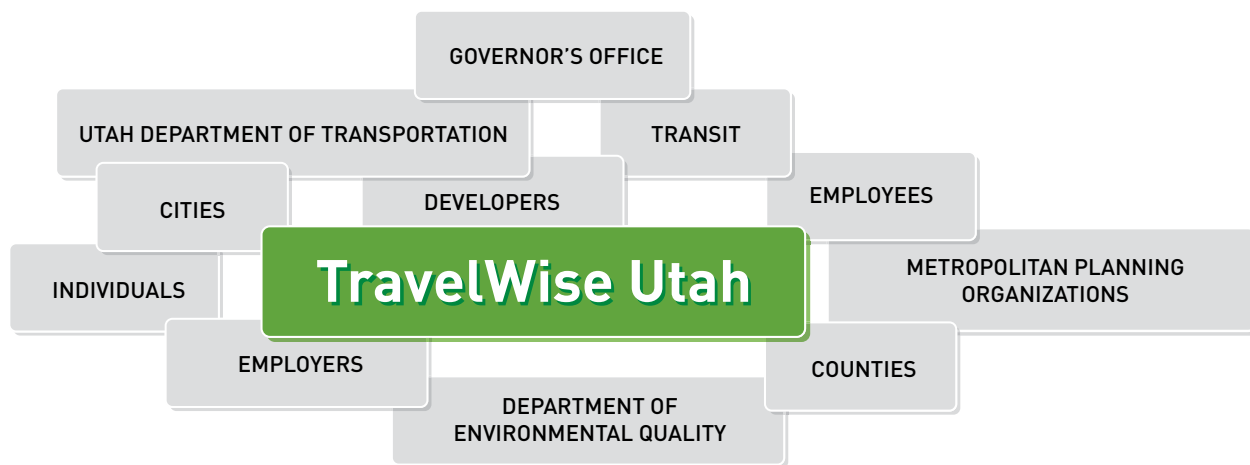 GOVERNOR'S OFFICE
UTAH DEPARTMENT OF TRANSPORTATION
TRANSIT
CITIES
DEVELOPERS
EMPLOYEES
INDIVIDUALS
TravelWise Utah
METROPOLITAN PLANNING
ORGANIZATIONS
EMPLOYERS
COUNTIES
DEPARTMENT OF
ENVIRONMENTAL QUALITY